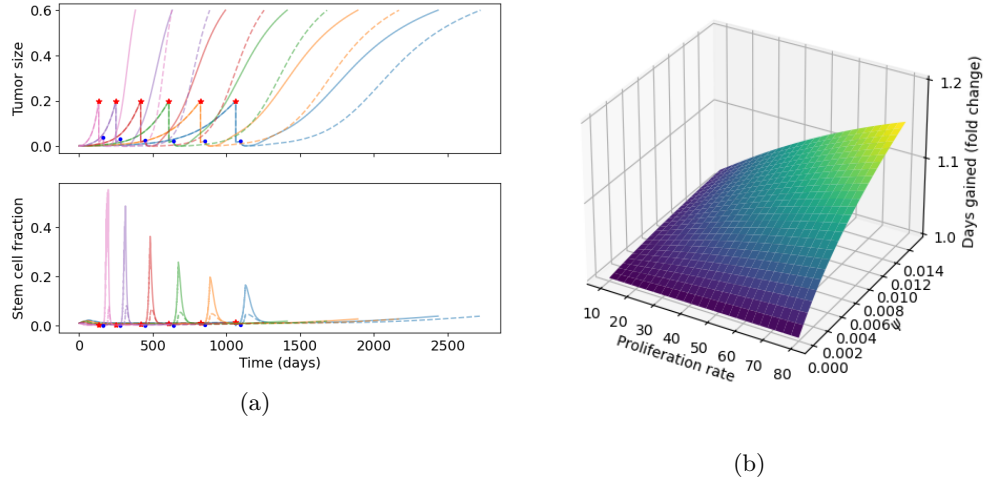 0.6
0.4
0.2
0.0
Tumor size
0.4
0.2
0.0
Stem cell fraction
0 500 1000 1500 2000 2500
Time (days)
(a)
1.2
1.1
1.0
Days gained (fold change)
0.014
0.012
0.010
0.008
0.006
0.004
0.002
0.000
ψ
10 20 30 40 50 60 70 80
Proliferation rate
(b)